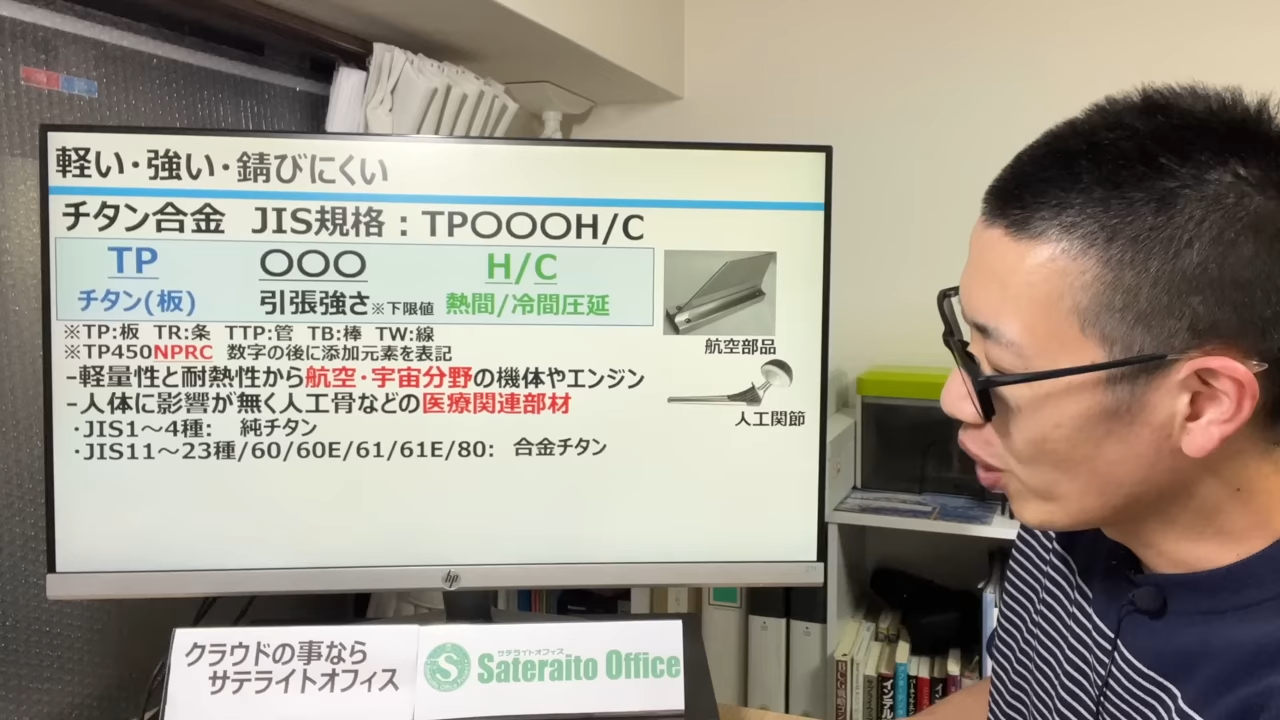 軽い・強い・錆びにくい
チタン合金 JIS規格：TP〇〇〇H/C
TP 〇〇〇 H/C
チタン(板) 引張強さ※下限値 熱間/冷間圧延
※TP:板 TR:条 TTP:管 TB:棒 TW:線
※TP450NPRC 数字の後に添加元素を表記
-軽量性と耐熱性から航空・宇宙分野の機体やエンジン
-人体に影響が無く人工骨などの医療関連部材
・JIS1～4種: 純チタン
・JIS11～23種/60/60E/61/61E/80: 合金チタン
航空部品
人工関節
hp
クラウドの事なら
サテライトオフィス
サテライトオフィス
S Sateraito Office